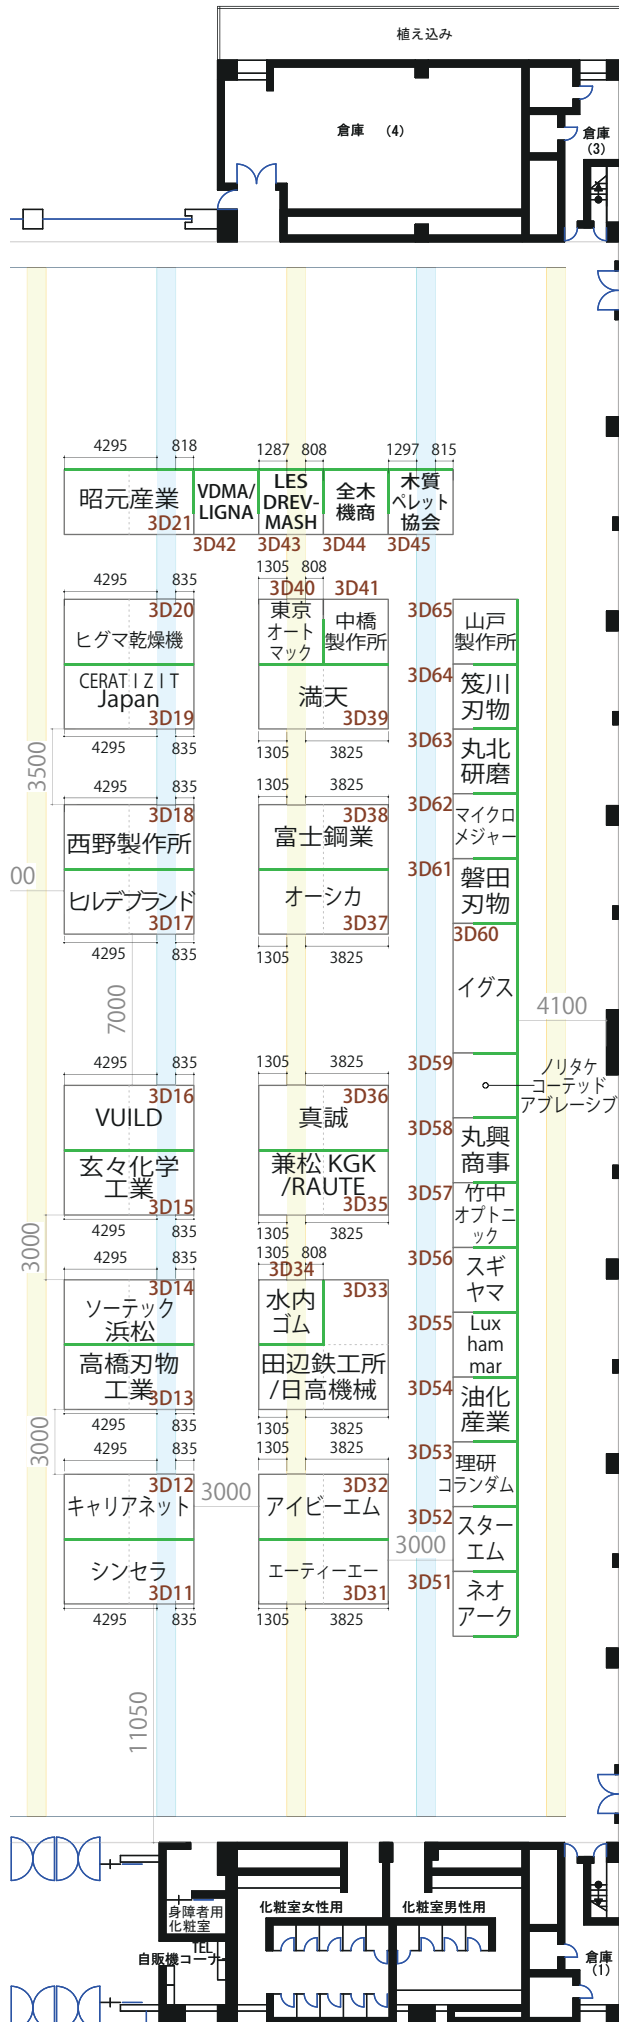 植え込み
倉庫 (4)
倉庫
(3)
4295 818 1287 808 1297 815
昭元産業
3D21
VDMA/
LIGNA
3D42
LES
DREV-
MASH
3D43
全木
機商
3D44
木質
ペレット
協会
3D45
4295 835 1305 808
3D20
ヒグマ乾燥機
3D40
東京
オート
マック
3D41
中橋
製作所
3D65
山戸
製作所
CERATIZIT
Japan
3D19
満天
3D39
3D64
笈川
刃物
4295 835 1305 3825
3500
3D63
丸北
研磨
4295 835 1305 3825
3D18
西野製作所
3D38
富士鋼業
3D62
マイクロ
メジャー
00
ヒルデブランド
3D17
オーシカ
3D37
3D61
磐田
刃物
4295 835 1305 3825
7000
3D60
イグス
4100
3D59
ノリタケ
コーテッド
アブレーシブ
4295 835 1305 3825
3D16
VUILD
3D36
真誠
3D58
丸興
商事
玄々化学
工業
3D15
兼松 KGK
/RAUTE
3D35
3D57
竹中
オプトニ
ック
4295 835 1305 3825
3000
3D56
スギ
ヤマ
4295 835 1305 808
3D14
ソーテック
浜松
3D34
水内
ゴム
3D33
田辺鉄工所
/日高機械
3D55
Lux
ham
mar
高橋刃物
工業
3D13
3D54
油化
産業
4295 835 1305 3825
3000
3D53
理研
コランダム
4295 835 1305 3825
3D12
キャリアネット
3000
3D32
アイビーエム
3D52
スター
エム
シンセラ
3D11
エーティーエー
3D31
3000
3D51
ネオ
アーク
4295 835 1305 3825
11050
身障者用
化粧室
TEL
自販機コーナー
化粧室女性用
化粧室男性用
倉庫
(1)